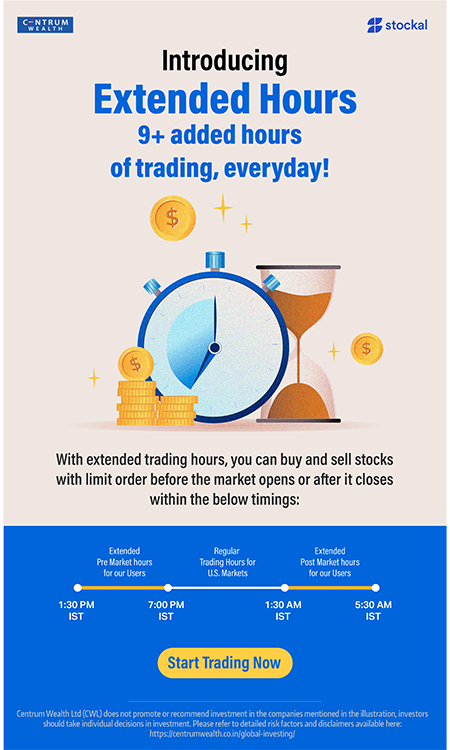 CENTRUM
WEALTH
stockal
Introducing
Extended Hours
9+ added hours
of trading, everyday!
$
$
$
With extended trading hours, you can buy and sell stocks
with limit order before the market opens or after it closes
within the below timings:
Extended
Pre Market hours
for our Users
Regular
Trading Hours for
U.S. Markets
Extended
Post Market hours
for our Users
1:30 PM
IST
7:00 PM
IST
1:30 AM
IST
5:30 AM
IST
Start Trading Now
Centrum Wealth Ltd (CWL) does not promote or recommend investment in the companies mentioned in the illustration, investors
should take individual decisions in investment. Please refer to detailed risk factors and disclaimers available here:
https://centrumwealth.co.in/global-investing/